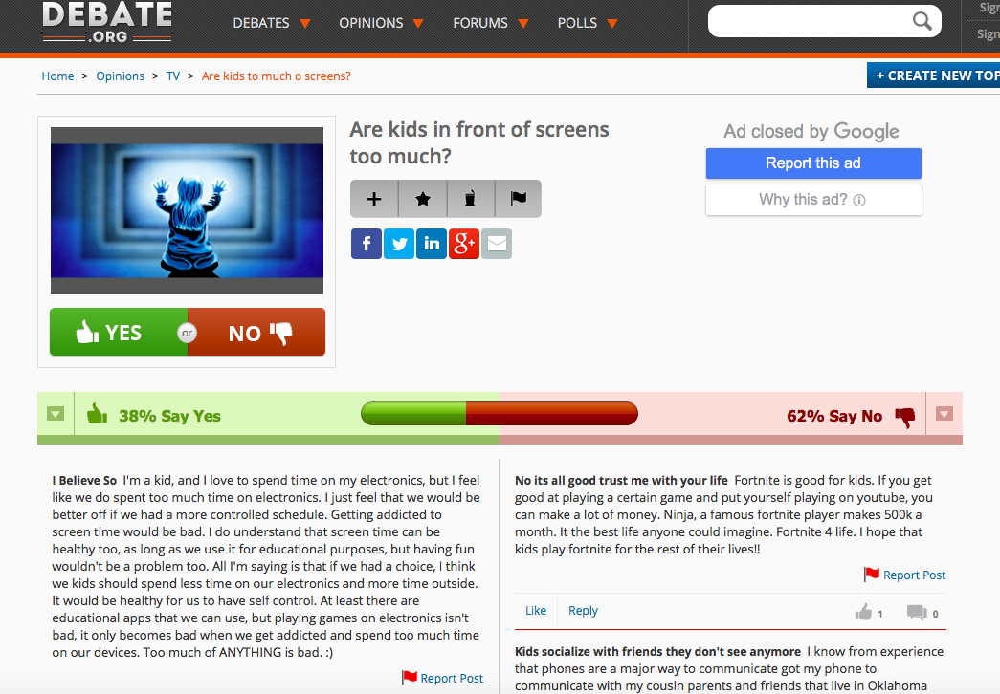 DEBATE
.ORG
DEBATES
OPINIONS
FORUMS
POLLS
Sign
Sign
Home > Opinions > TV > Are kids to much o screens?
+ CREATE NEW TOP
Are kids in front of screens
too much?
Ad closed by Google
Report this ad
Why this ad?
f
in
g+
YES
or
NO
38% Say Yes
62% Say No
I Believe So I'm a kid, and I love to spend time on my electronics, but I feel
like we do spent too much time on electronics. I just feel that we would be
better off if we had a more controlled schedule. Getting addicted to
screen time would be bad. I do understand that screen time can be
healthy too, as long as we use it for educational purposes, but having fun
wouldn't be a problem too. All I'm saying is that if we had a choice, I think
we kids should spend less time on our electronics and more time outside.
It would be healthy for us to have self control. At least there are
educational apps that we can use, but playing games on electronics isn't
bad, it only becomes bad when we get addicted and spend too much time
on our devices. Too much of ANYTHING is bad. :)
Report Post
No its all good trust me with your life Fortnite is good for kids. If you get
good at playing a certain game and put yourself playing on youtube, you
can make a lot of money. Ninja, a famous fortnite player makes 500k a
month. It the best life anyone could imagine. Fortnite 4 life. I hope that
kids play fortnite for the rest of their lives!!
Report Post
Like
Reply
1
0
Kids socialize with friends they don't see anymore I know from experience
that phones are a major way to communicate got my phone to
communicate with my cousin parents and friends that live in Oklahoma